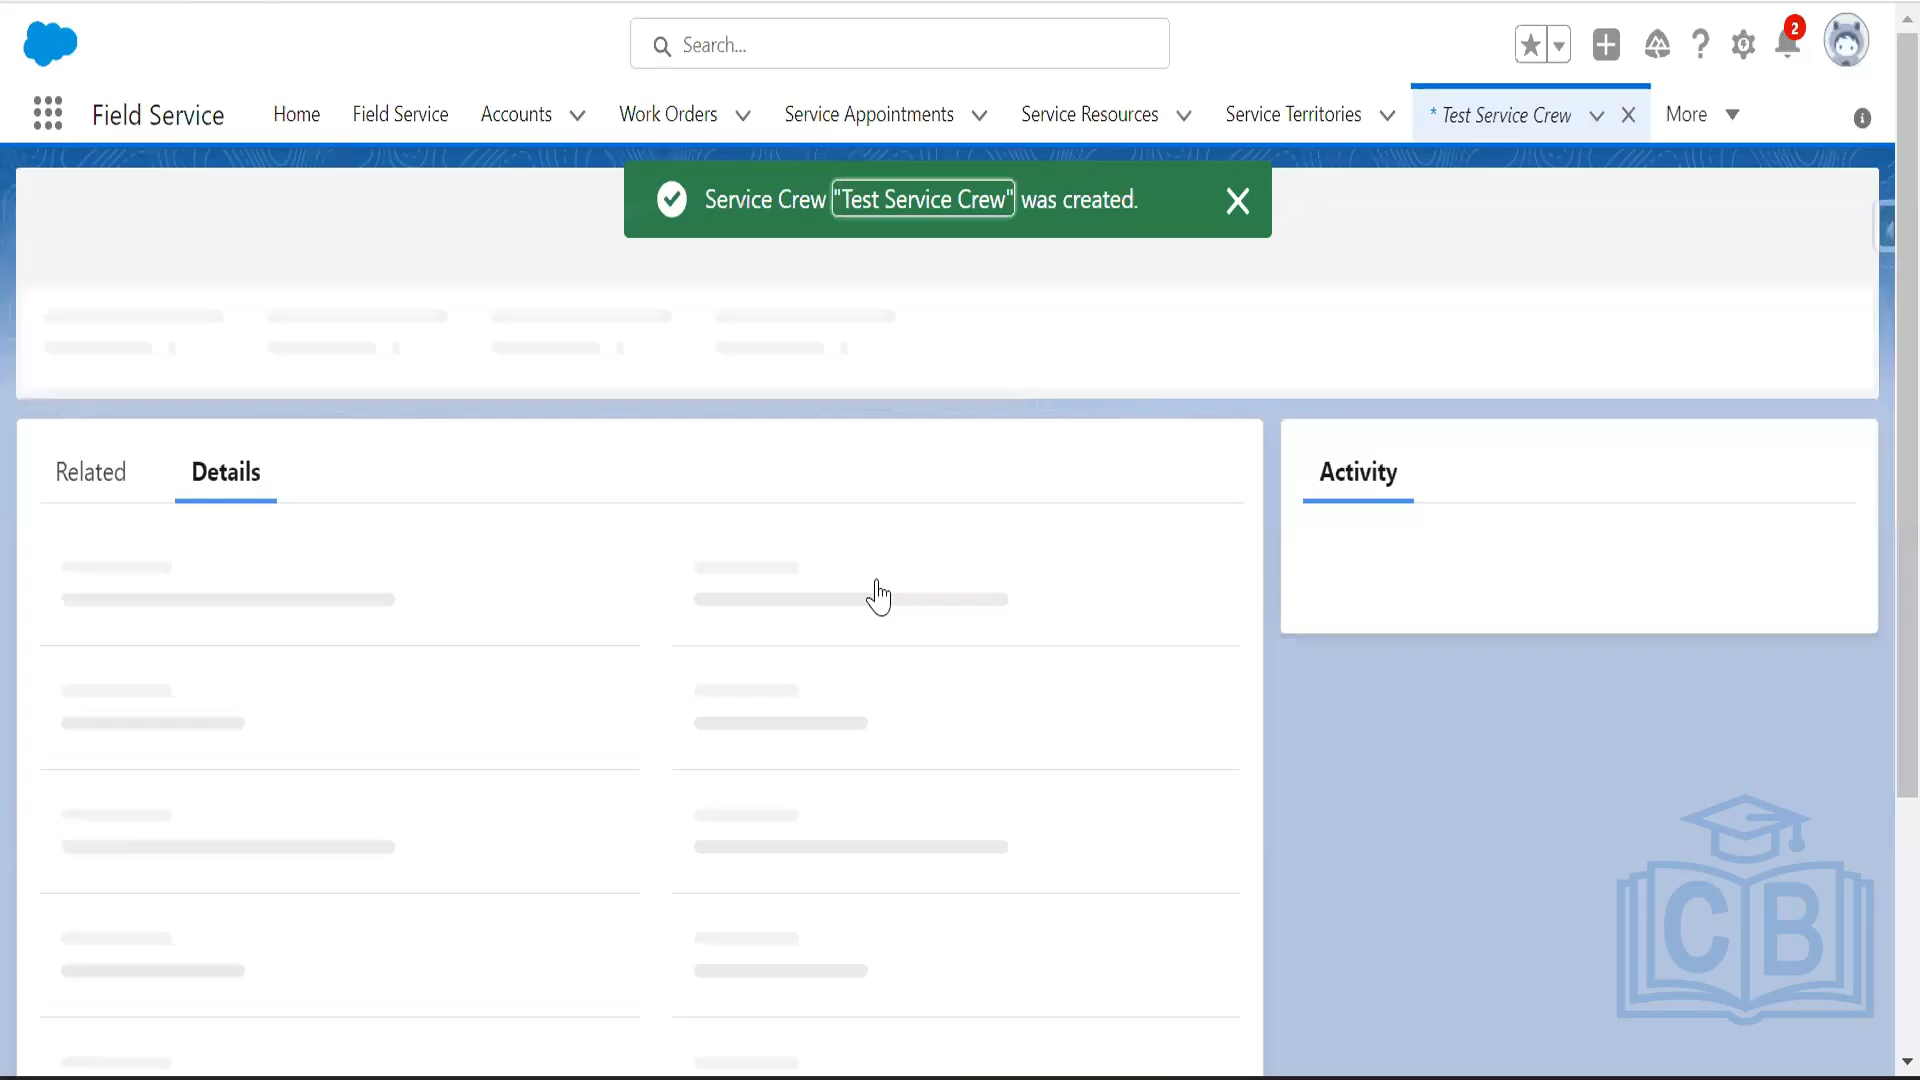 Search...
2
Field Service Home Field Service Accounts Work Orders Service Appointments Service Resources Service Territories * Test Service Crew More
Service Crew "Test Service Crew" was created.
Related Details
Activity
CB